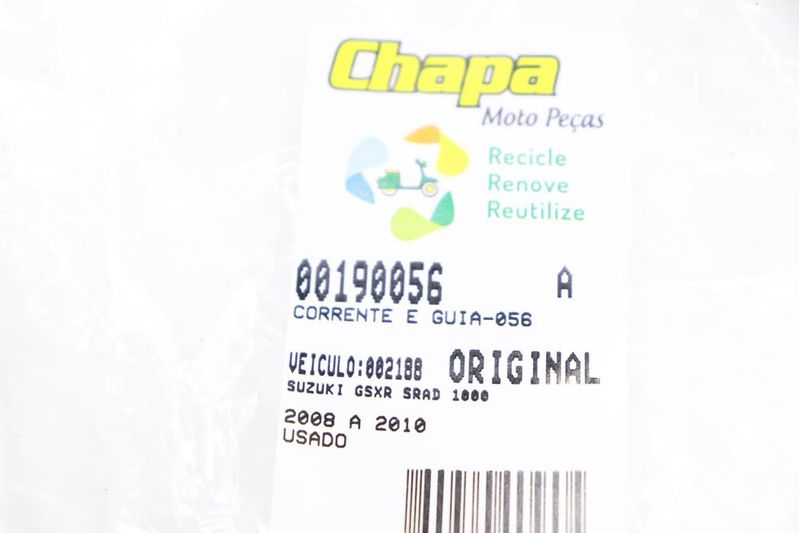 Chapa
Moto Peças
Recicle
Renove
Reutilize
00190056 A
CORRENTE E GUIA-056
VEICULO:002188 ORIGINAL
SUZUKI GSXR SRAD 1000
2008 A 2010
USADO